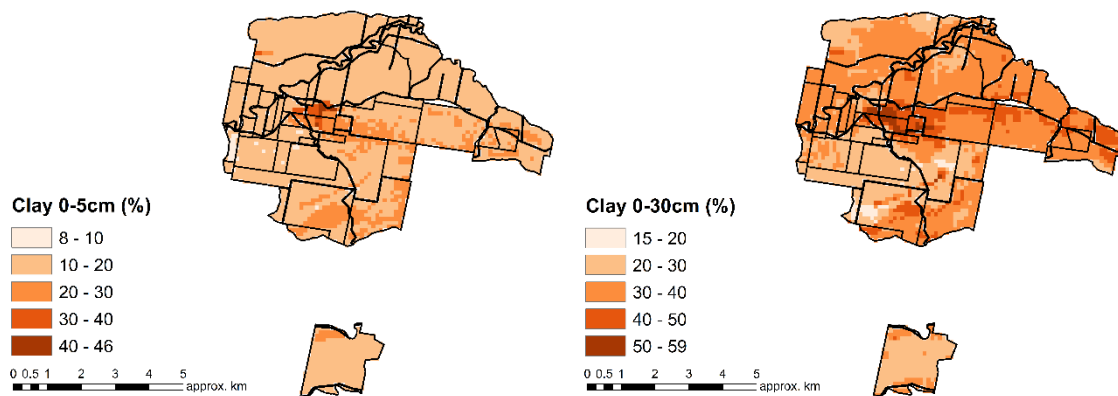 Clay 0-5cm (%)
8 - 10
10 - 20
20 - 30
30 - 40
40 - 46
0 0.5 1 2 3 4 5
approx. km
Clay 0-30cm (%)
15 - 20
20 - 30
30 - 40
40 - 50
50 - 59
0 0.5 1 2 3 4 5
approx. km